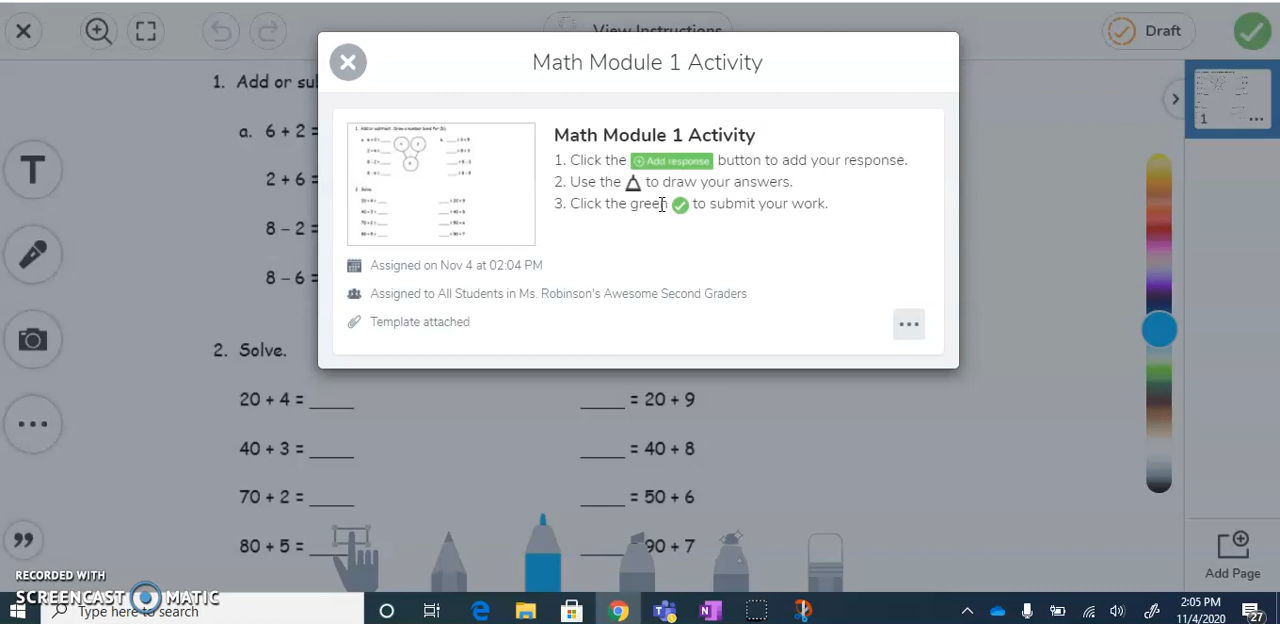 View Instructions
Draft
Math Module 1 Activity
Math Module 1 Activity
1. Click the Add response button to add your response.
2. Use the to draw your answers.
3. Click the green to submit your work.
Assigned on Nov 4 at 02:04 PM
Assigned to All Students in Ms. Robinson's Awesome Second Graders
Template attached
1. Add or su
a. 6 + 2 =
2 + 6 =
8 – 2 =
8 – 6 =
2. Solve.
20 + 4 = _____ _____ = 20 + 9
40 + 3 = _____ _____ = 40 + 8
70 + 2 = _____ _____ = 50 + 6
80 + 5 = _____ _____ 90 + 7
T
1
Add Page
RECORDED WITH
SCREENCAST MATIC
Type here to search
2:05 PM
11/4/2020
27